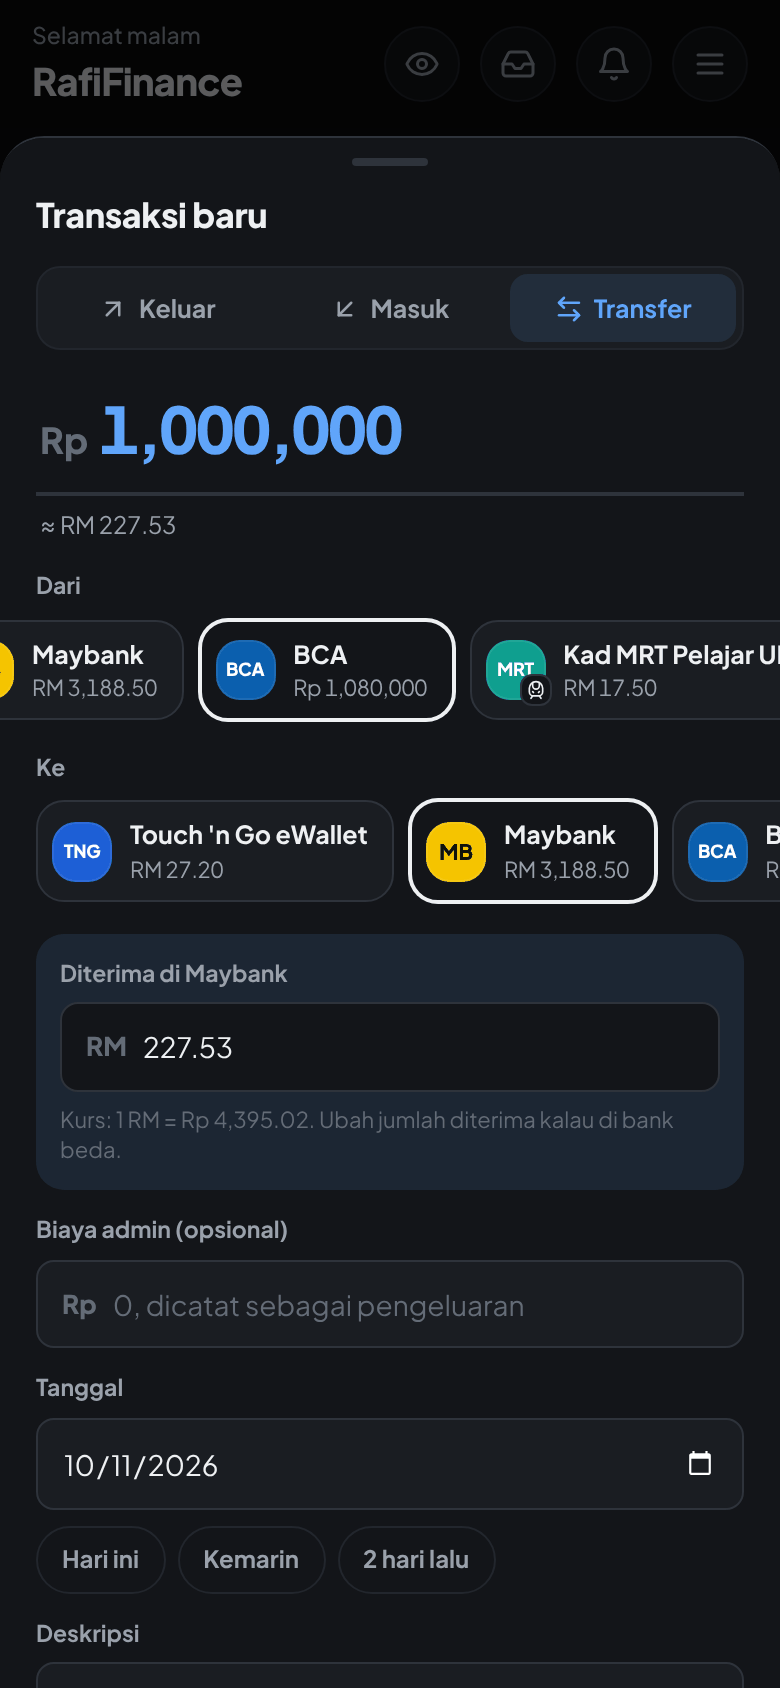 Selamat malam
RafiFinance
Transaksi baru
Keluar
Masuk
Transfer
Rp 1,000,000
≈ RM 227.53
Dari
Maybank
RM 3,188.50
BCA
BCA
Rp 1,080,000
MRT
Kad MRT Pelajar
RM 17.50
Ke
TNG
Touch 'n Go eWallet
RM 27.20
MB
Maybank
RM 3,188.50
BCA
Diterima di Maybank
RM 227.53
Kurs: 1 RM = Rp 4,395.02. Ubah jumlah diterima kalau di bank
beda.
Biaya admin (opsional)
Rp 0, dicatat sebagai pengeluaran
Tanggal
10/11/2026
Hari ini
Kemarin
2 hari lalu
Deskripsi